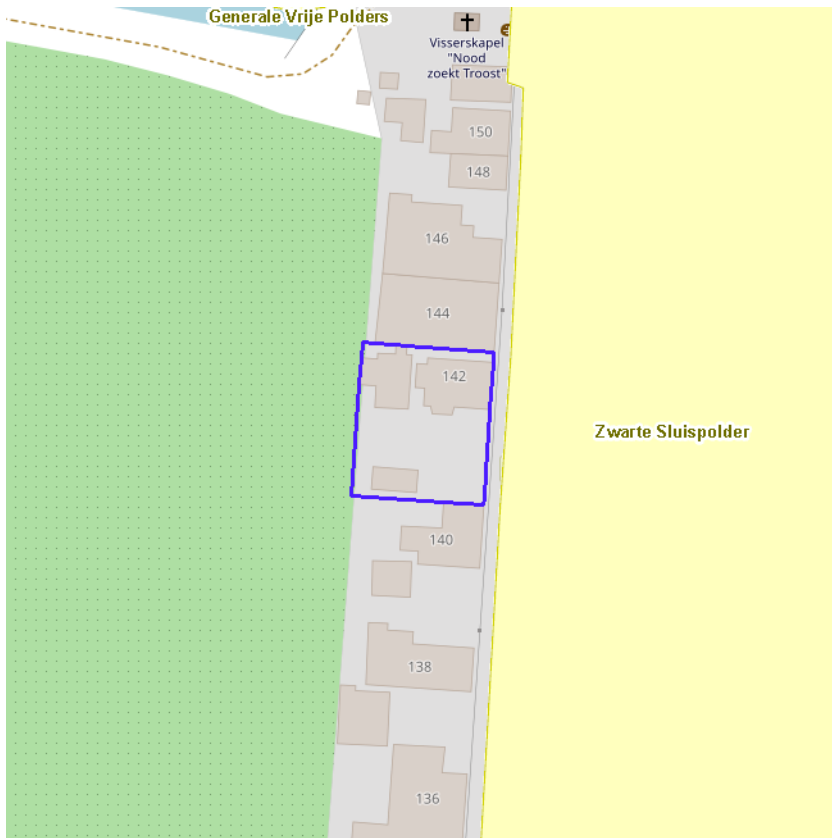 Generale Vrije Polders
Visserskapel
"Nood
zoekt Troost"
150
148
146
144
142
Zwarte Sluispolder
140
138
136